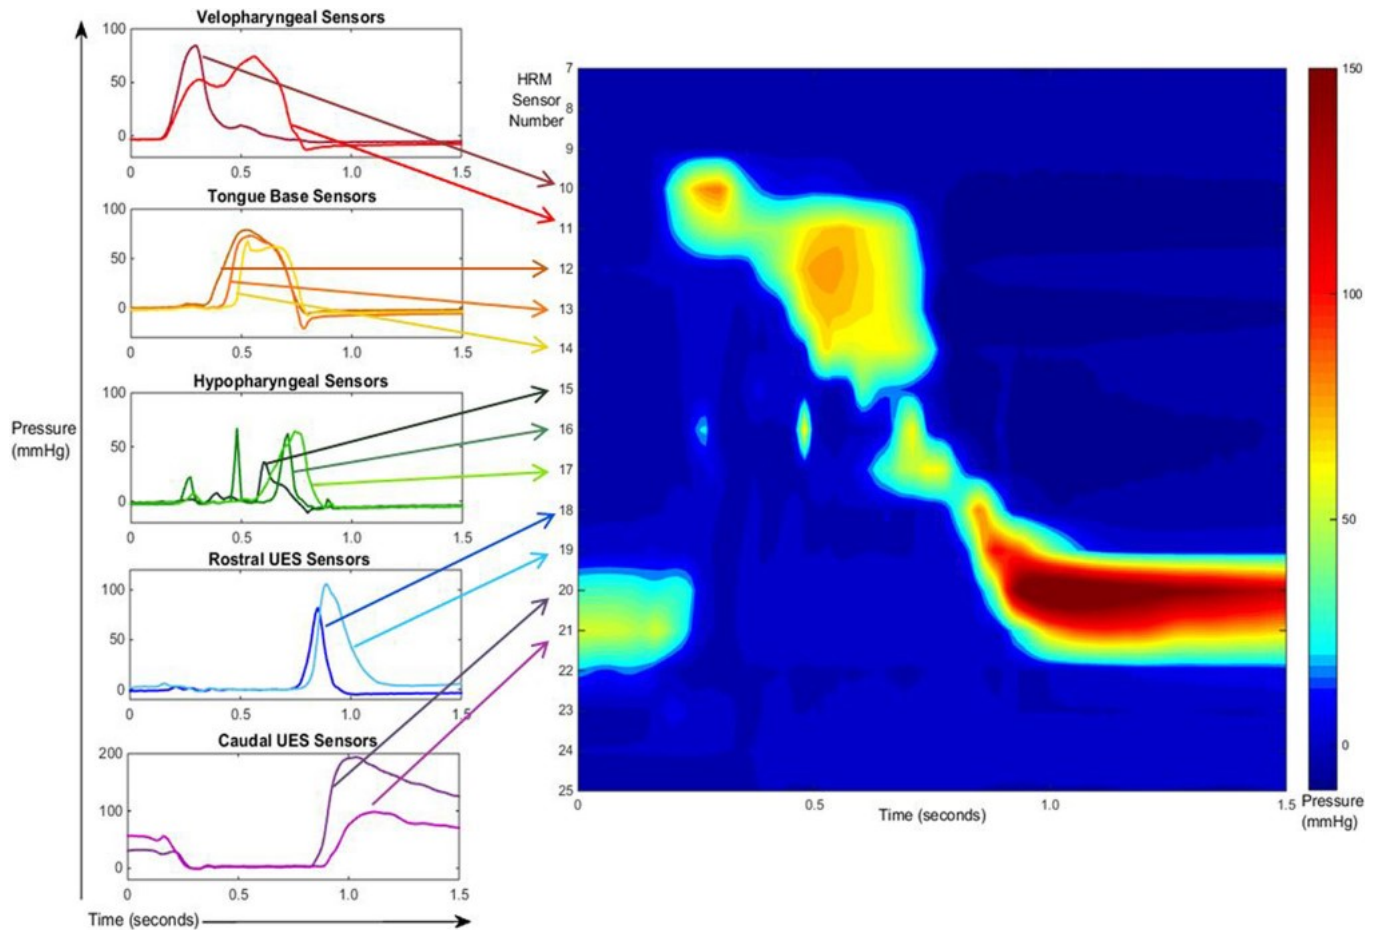 Velopharyngeal Sensors
100
50
0
0 0.5 1.0 1.5
Tongue Base Sensors
100
50
0
0 0.5 1.0 1.5
Hypopharyngeal Sensors
100
50
0
0 0.5 1.0 1.5
Rostral UES Sensors
100
50
0
0 0.5 1.0 1.5
Caudal UES Sensors
200
100
0
0 0.5 1.0 1.5
Pressure
(mmHg)
Time (seconds)
HRM
Sensor
Number
7
8
9
10
11
12
13
14
15
16
17
18
19
20
21
22
23
24
25
0 0.5 1.0 1.5
Time (seconds)
150
100
50
0
Pressure
(mmHg)